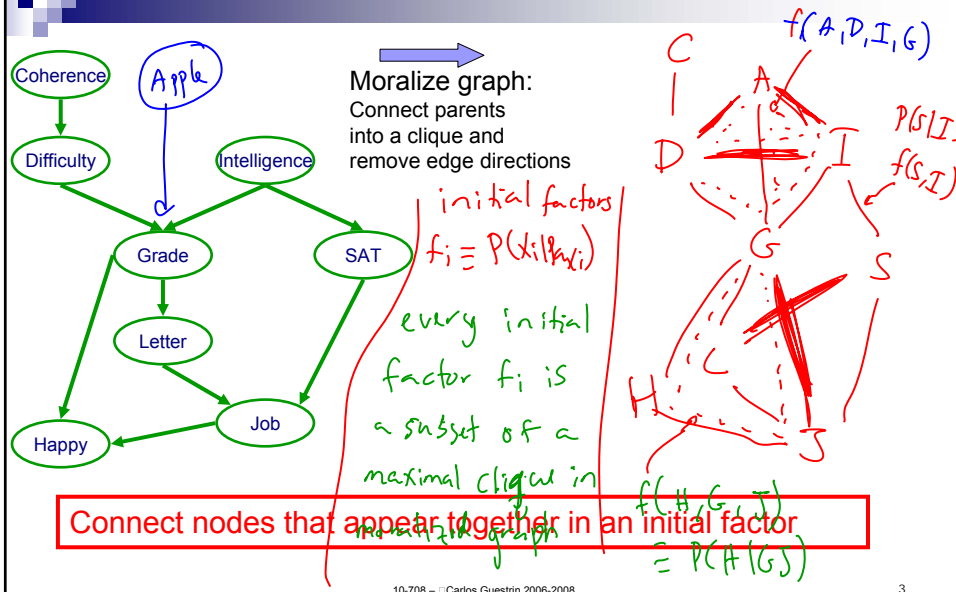 Coherence
Apple
Difficulty
Intelligence
Grade
SAT
Letter
Job
Happy
Moralize graph:
Connect parents
into a clique and
remove edge directions
initial factors
fi ≡ P(xi|Paxi)
every initial
factor fi is
a subset of a
maximal clique in
moralized graph
f(A,D,I,G)
C
A
D
I
P(S|I)
f(S,I)
G
S
L
H
J
f(H,G,J)
≡ P(H|GJ)
Connect nodes that appear together in an initial factor
10-708 – Carlos Guestrin 2006-2008
3